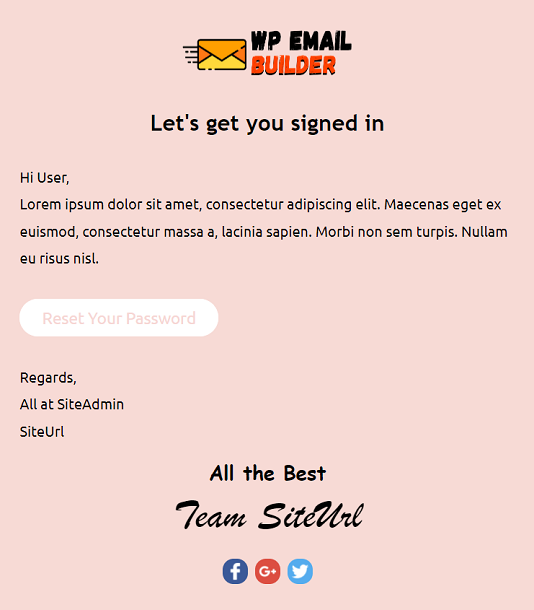 WP EMAIL
BUILDER
Let's get you signed in
Hi User,
Lorem ipsum dolor sit amet, consectetur adipiscing elit. Maecenas eget ex
euismod, consectetur massa a, lacinia sapien. Morbi non sem turpis. Nullam
eu risus nisl.
Reset Your Password
Regards,
All at SiteAdmin
SiteUrl
All the Best
Team SiteUrl
f
G+